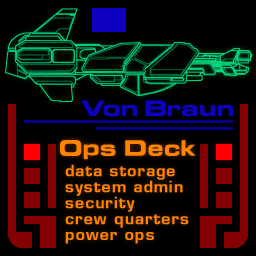 Von Braun
Ops Deck
data storage
system admin
security
crew quarters
power ops